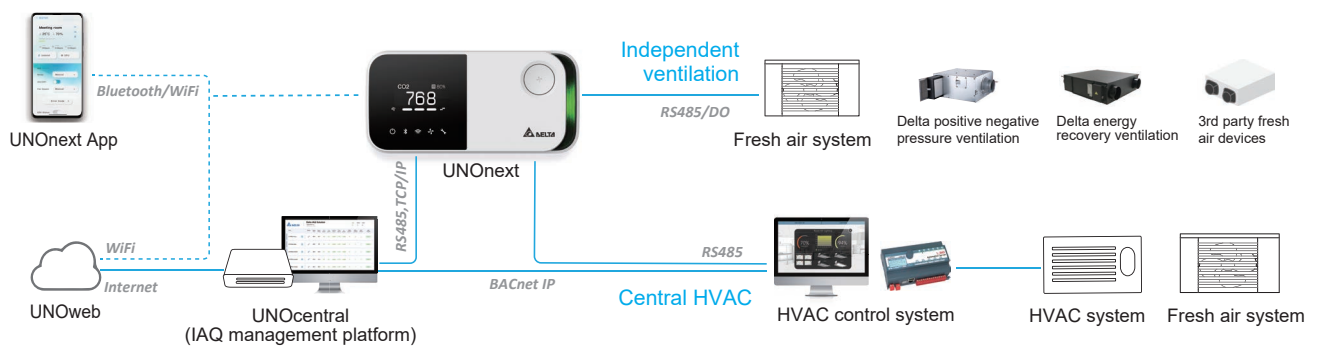 Meeting room
UNOnext App
Bluetooth/WiFi
CO2
768
DELTA
UNOnext
Independent
ventilation
RS485/DO
Fresh air system
Delta positive negative
pressure ventilation
Delta energy
recovery ventilation
3rd party fresh
air devices
WiFi
Internet
UNOweb
RS485,TCP/IP
UNOcentral
(IAQ management platform)
RS485
BACnet IP
Central HVAC
HVAC control system
HVAC system
Fresh air system